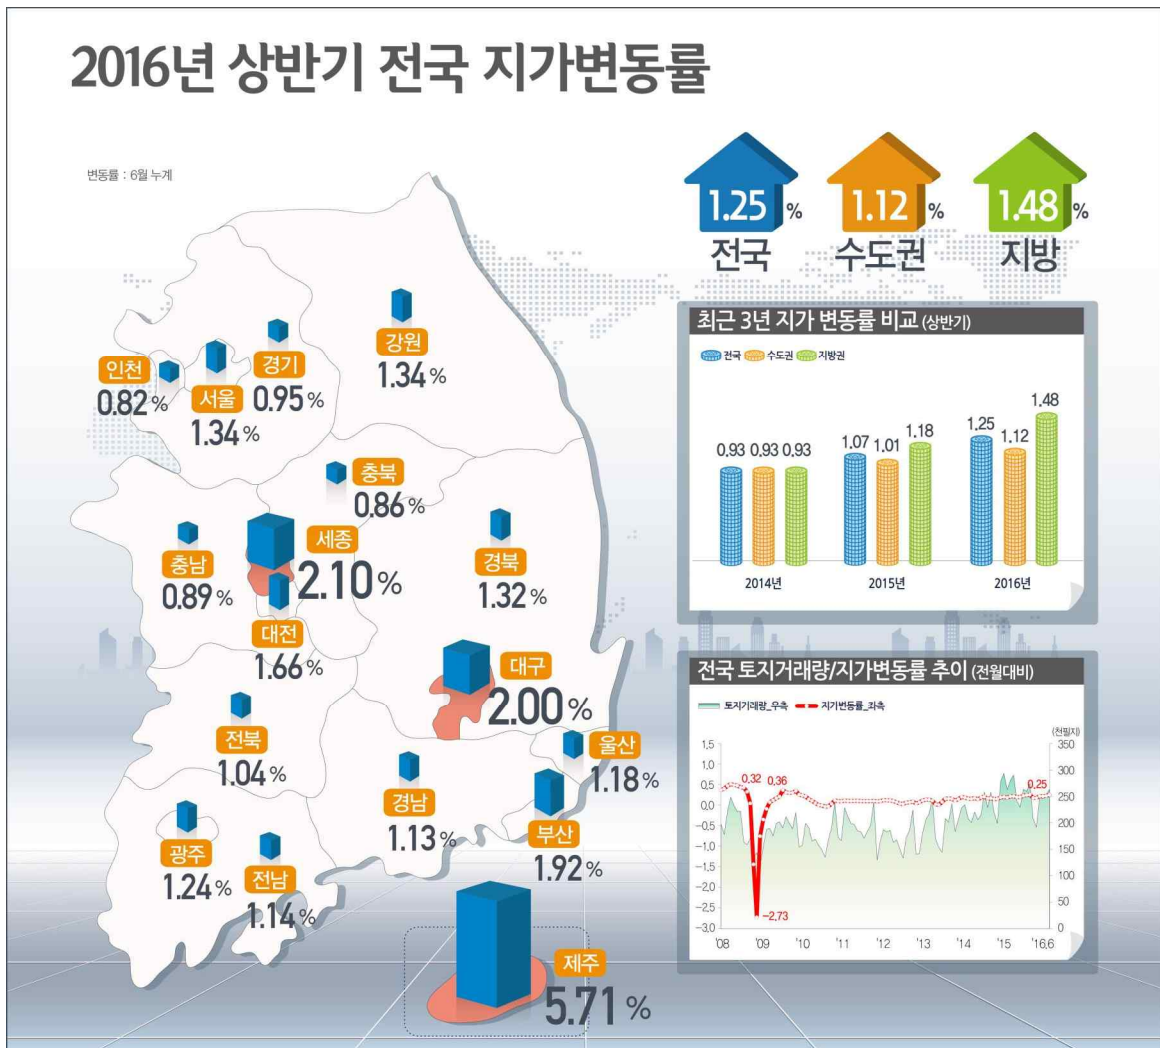 2016년 상반기 전국 지가변동률
변동률 : 6월 누계
1.25 %
전국
1.12 %
수도권
1.48 %
지방
인천
0.82 %
서울
1.34 %
경기
0.95 %
강원
1.34 %
충북
0.86 %
충남
0.89 %
세종
2.10 %
대전
1.66 %
경북
1.32 %
대구
2.00 %
전북
1.04 %
울산
1.18 %
경남
1.13 %
부산
1.92 %
광주
1.24 %
전남
1.14 %
제주
5.71 %
최근 3년 지가 변동률 비교 (상반기)
전국 수도권 지방권
0.93 0.93 0.93
1.07 1.01 1.18
1.25 1.12 1.48
2014년 2015년 2016년
전국 토지거래량/지가변동률 추이 (전월대비)
토지거래량_우측 지가변동률_좌측
(천필지)
1.5 350
1.0 300
0.5 250
0.0 200
-0.5 150
-1.0 100
-1.5 50
-2.0 0
-2.5
-3.0
0.32 0.36 0.25
-2.73
'08 '09 '10 '11 '12 '13 '14 '15 '16.6